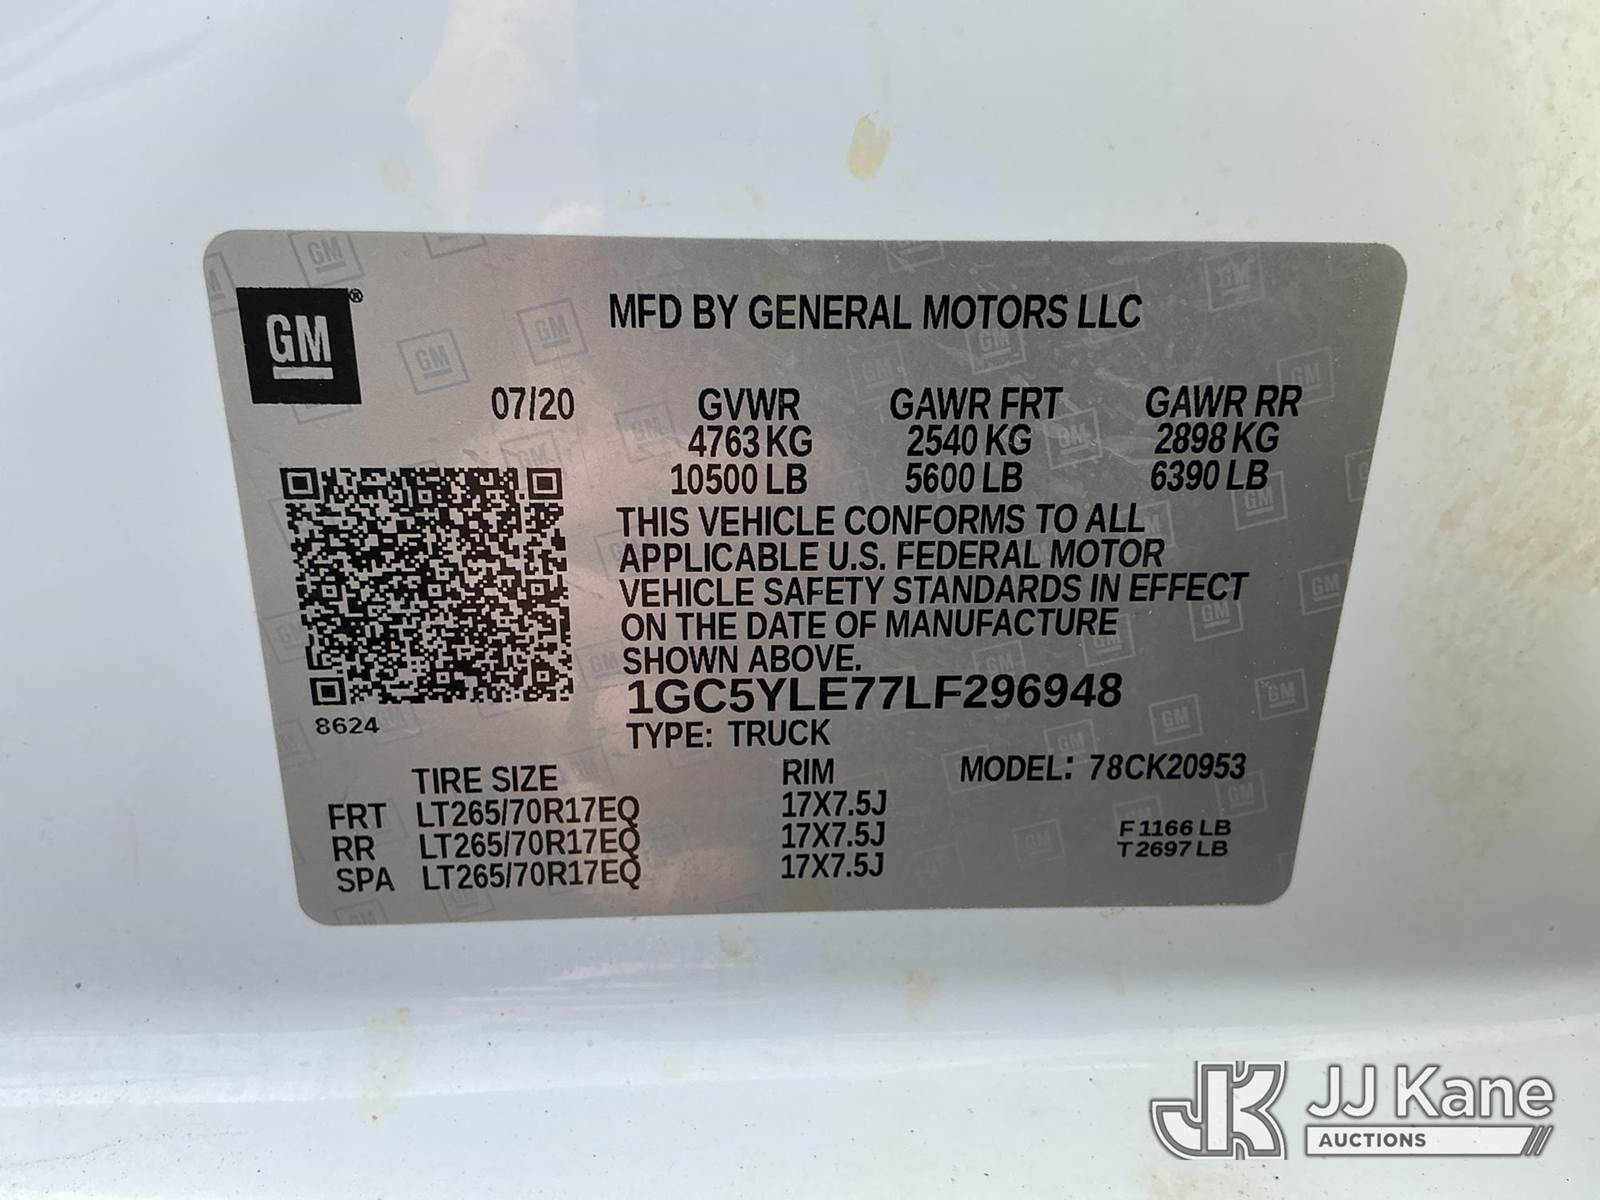 GM®
MFD BY GENERAL MOTORS LLC
07/20 GVWR GAWR FRT GAWR RR
4763 KG 2540 KG 2898 KG
10500 LB 5600 LB 6390 LB
THIS VEHICLE CONFORMS TO ALL
APPLICABLE U.S. FEDERAL MOTOR
VEHICLE SAFETY STANDARDS IN EFFECT
ON THE DATE OF MANUFACTURE
SHOWN ABOVE.
1GC5YLE77LF296948
8624
TYPE: TRUCK
TIRE SIZE RIM MODEL: 78CK20953
FRT LT265/70R17EQ 17X7.5J
RR LT265/70R17EQ 17X7.5J
SPA LT265/70R17EQ 17X7.5J
F 1166 LB
T 2697 LB
JK JJ Kane
AUCTIONS